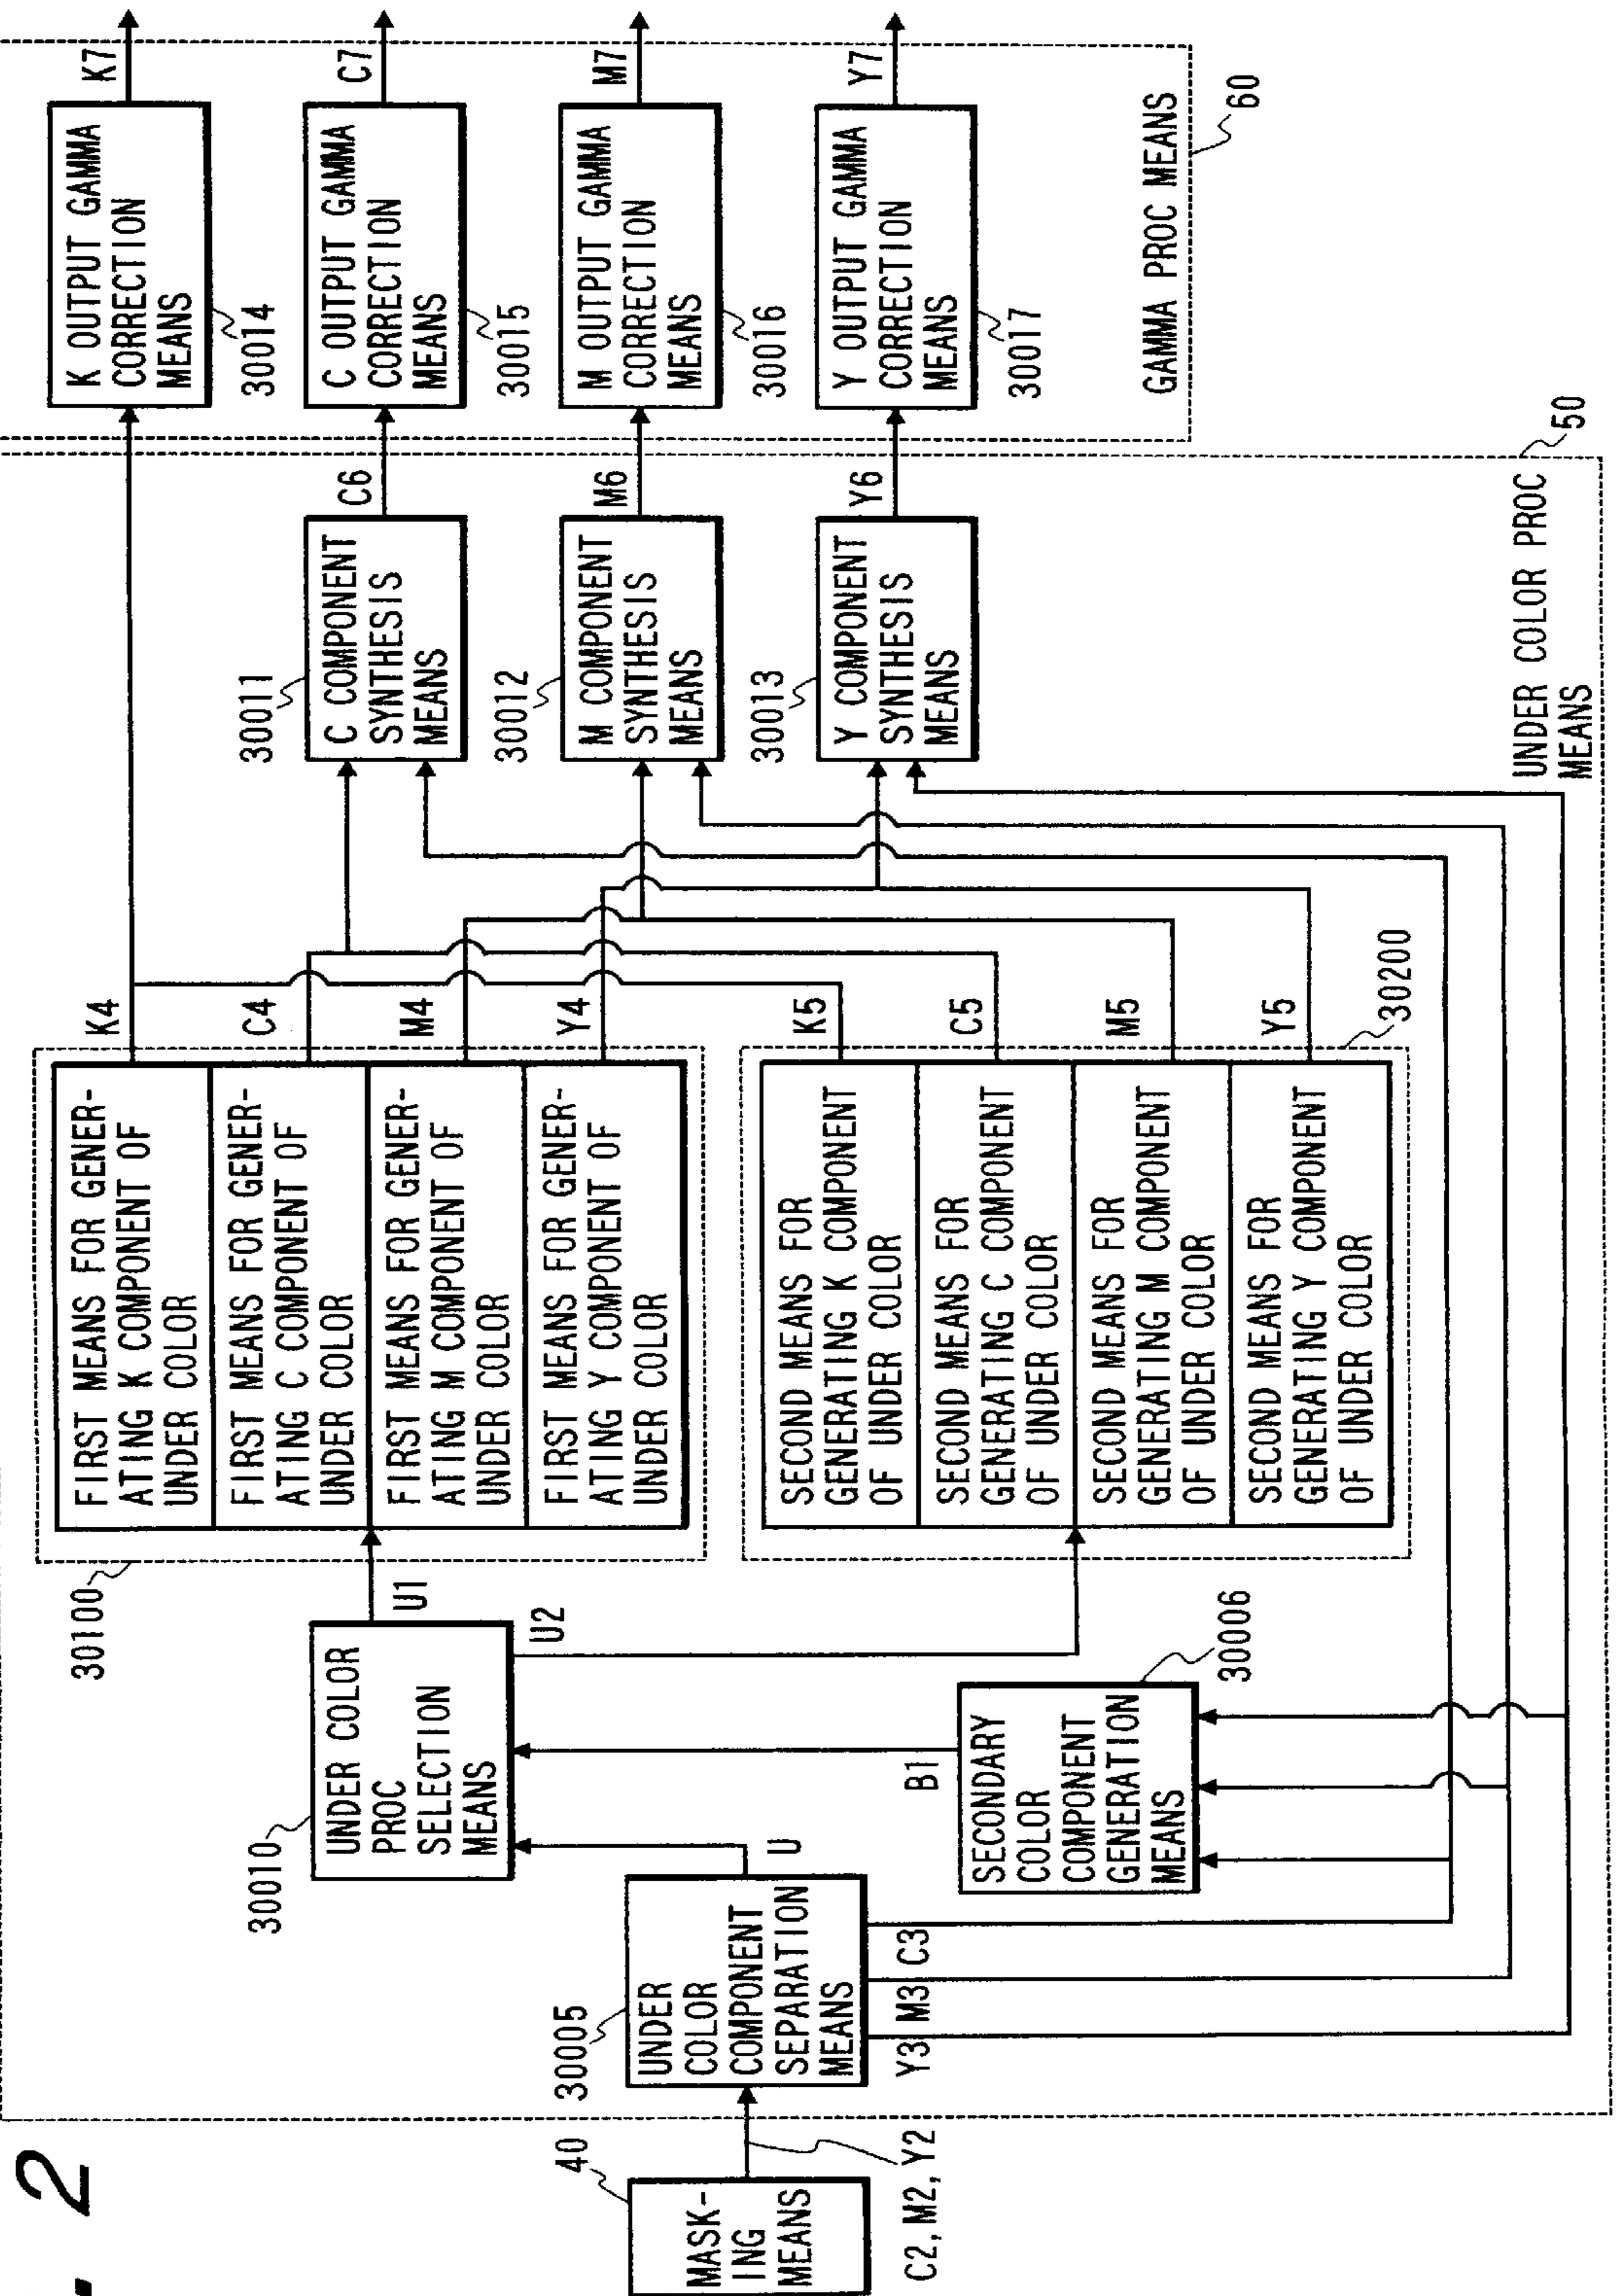 . 2
40
MASK-
ING
MEANS
C2, M2, Y2
30005
UNDER
COLOR
COMPONENT
SEPARATION
MEANS
Y3
M3
C3
U
30010
UNDER COLOR
PROC
SELECTION
MEANS
U1
U2
B1
SECONDARY
COLOR
COMPONENT
GENERATION
MEANS
30006
30100
FIRST MEANS FOR GENER-
ATING K COMPONENT OF
UNDER COLOR
FIRST MEANS FOR GENER-
ATING C COMPONENT OF
UNDER COLOR
FIRST MEANS FOR GENER-
ATING M COMPONENT OF
UNDER COLOR
FIRST MEANS FOR GENER-
ATING Y COMPONENT OF
UNDER COLOR
K4
C4
M4
Y4
SECOND MEANS FOR
GENERATING K COMPONENT
OF UNDER COLOR
SECOND MEANS FOR
GENERATING C COMPONENT
OF UNDER COLOR
SECOND MEANS FOR
GENERATING M COMPONENT
OF UNDER COLOR
SECOND MEANS FOR
GENERATING Y COMPONENT
OF UNDER COLOR
K5
C5
M5
Y5
30200
30011
C COMPONENT
SYNTHESIS
MEANS
C6
30012
M COMPONENT
SYNTHESIS
MEANS
M6
30013
Y COMPONENT
SYNTHESIS
MEANS
Y6
UNDER COLOR PROC
MEANS
50
K OUTPUT GAMMA
CORRECTION
MEANS
30014
K7
C OUTPUT GAMMA
CORRECTION
MEANS
30015
C7
M OUTPUT GAMMA
CORRECTION
MEANS
30016
M7
Y OUTPUT GAMMA
CORRECTION
MEANS
30017
Y7
GAMMA PROC MEANS
60